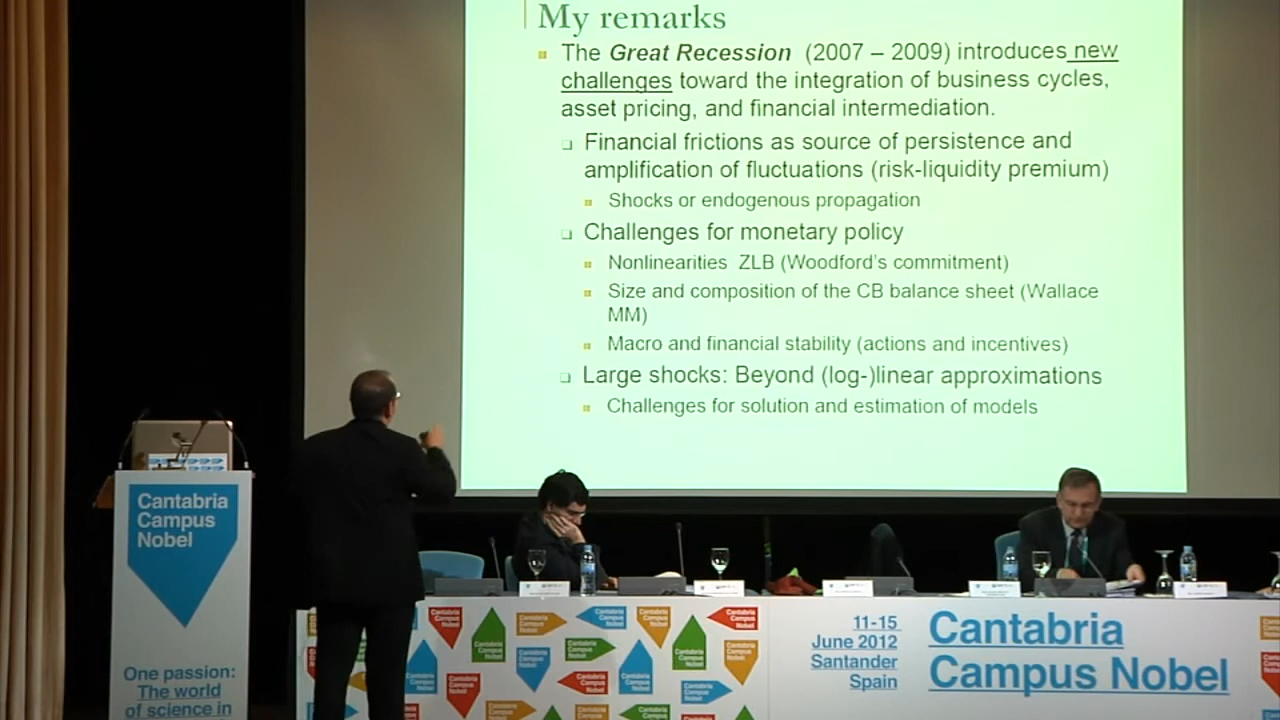 My remarks
The Great Recession (2007 – 2009) introduces new
challenges toward the integration of business cycles,
asset pricing, and financial intermediation.
Financial frictions as source of persistence and
amplification of fluctuations (risk-liquidity premium)
Shocks or endogenous propagation
Challenges for monetary policy
Nonlinearities ZLB (Woodford's commitment)
Size and composition of the CB balance sheet (Wallace
MM)
Macro and financial stability (actions and incentives)
Large shocks: Beyond (log-)linear approximations
Challenges for solution and estimation of models
Cantabria
Campus
Nobel
One passion:
The world
of science in
11-15
June 2012
Santander
Spain
Cantabria
Campus Nobel
Cantabria
Campus
Nobel